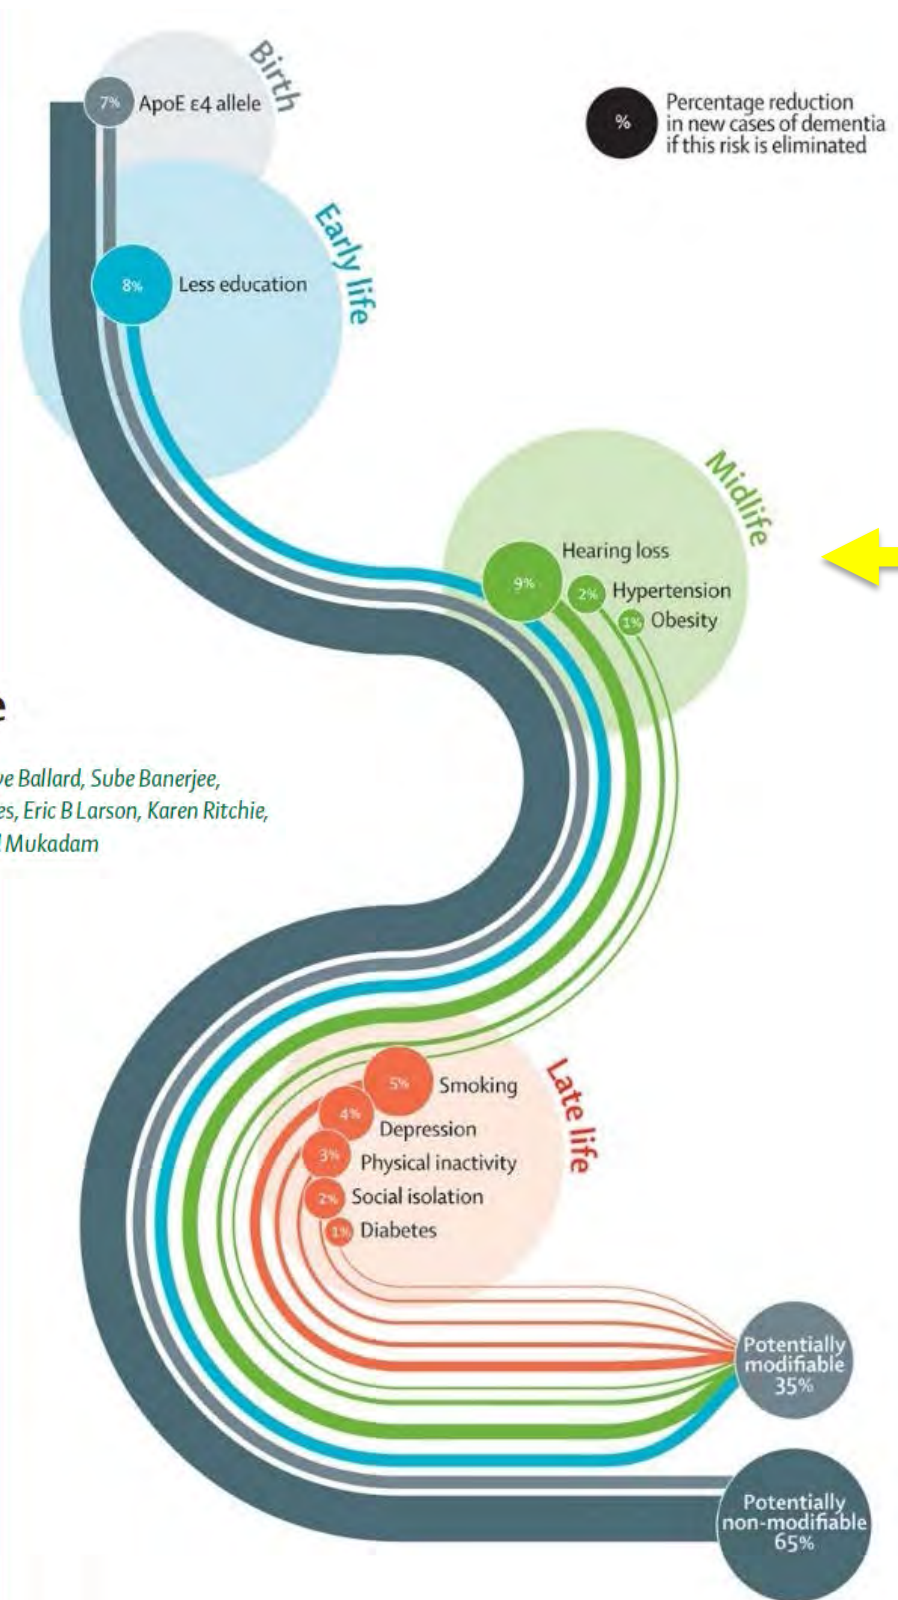 Birth
7%
ApoE ε4 allele
%
Percentage reduction
in new cases of dementia
if this risk is eliminated
Early life
8%
Less education
Midlife
9%
Hearing loss
2%
Hypertension
1%
Obesity
e
ve Ballard, Sube Banerjee,
es, Eric B Larson, Karen Ritchie,
Mukadam
Late life
5%
Smoking
4%
Depression
3%
Physical inactivity
2%
Social isolation
1%
Diabetes
Potentially
modifiable
35%
Potentially
non-modifiable
65%